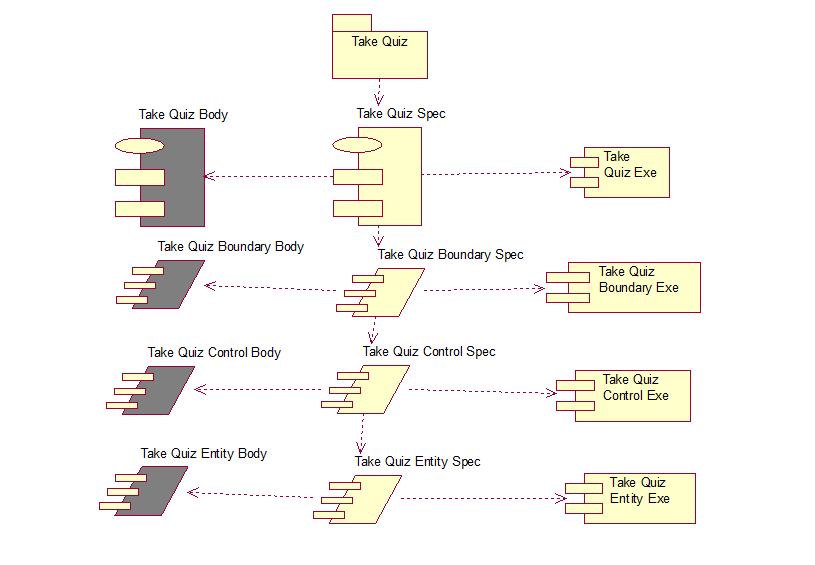 Take Quiz
Take Quiz Body
Take Quiz Spec
Take
Quiz Exe
Take Quiz Boundary Body
Take Quiz Boundary Spec
Take Quiz
Boundary Exe
Take Quiz Control Body
Take Quiz Control Spec
Take Quiz
Control Exe
Take Quiz Entity Body
Take Quiz Entity Spec
Take Quiz
Entity Exe